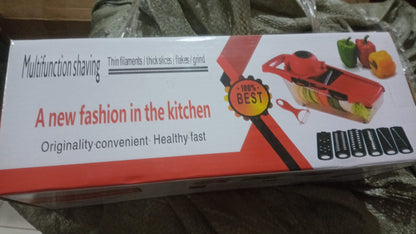 Multifunction shaving
Thin filaments / thick slices / flakes / grind
A new fashion in the kitchen
Originality·convenient· Healthy·fast
100%
BEST